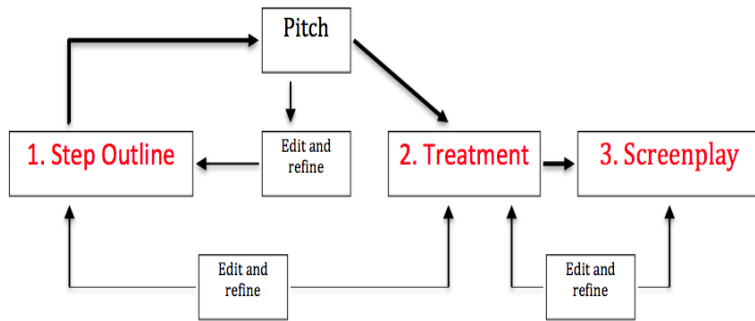 Pitch
1. Step Outline
Edit and
refine
2. Treatment
3. Screenplay
Edit and
refine
Edit and
refine